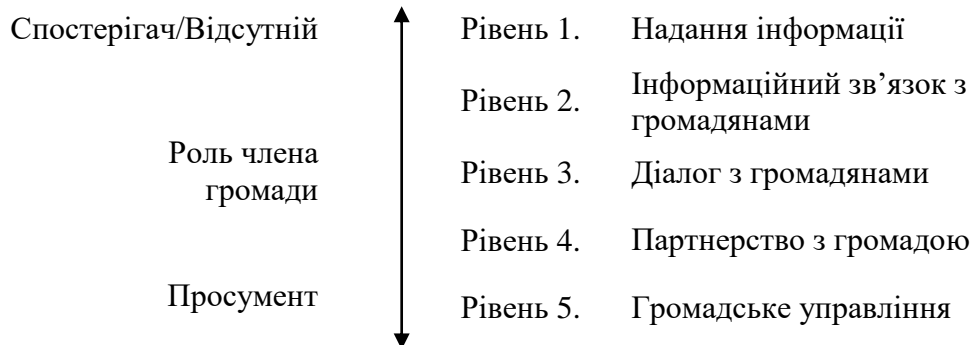 Спостерігач/Відсутній
Рівень 1. Надання інформації
Рівень 2. Інформаційний зв’язок з
громадянами
Роль члена
громади
Рівень 3. Діалог з громадянами
Рівень 4. Партнерство з громадою
Просумент
Рівень 5. Громадське управління